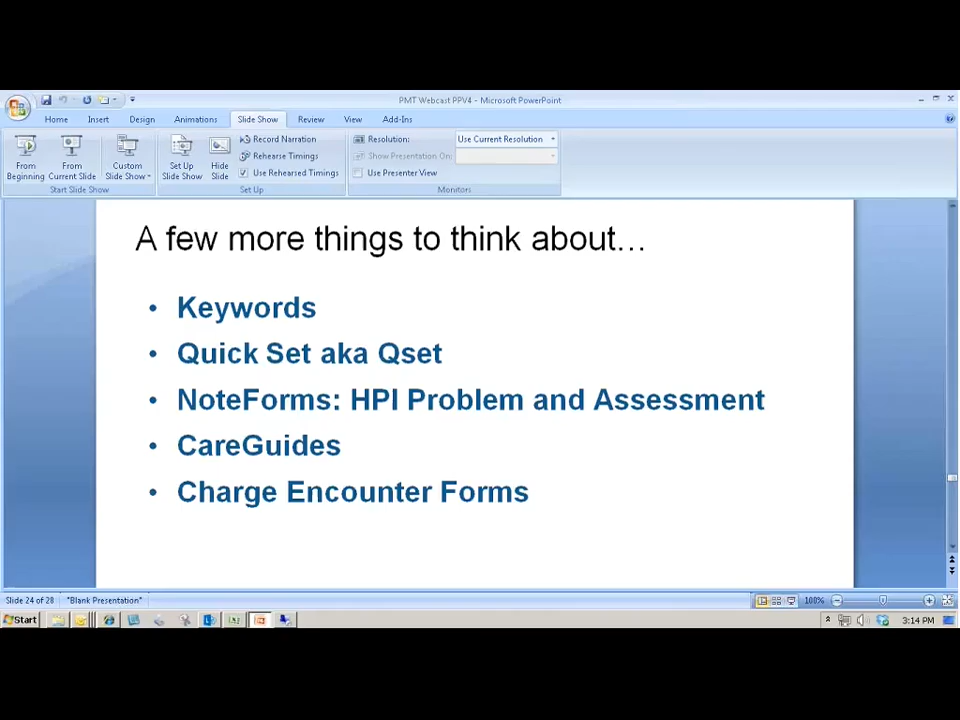 PMT Webcast PPV4 - Microsoft PowerPoint
Home Insert Design Animations Slide Show Review View Add-Ins
From Beginning
From Current Slide
Custom Slide Show
Start Slide Show
Set Up Slide Show
Hide Slide
Record Narration
Rehearse Timings
Use Rehearsed Timings
Set Up
Resolution: Use Current Resolution
Show Presentation On:
Use Presenter View
Monitors
A few more things to think about...
• Keywords
• Quick Set aka Qset
• NoteForms: HPI Problem and Assessment
• CareGuides
• Charge Encounter Forms
Slide 24 of 28 "Blank Presentation" 100%
Start 3:14 PM